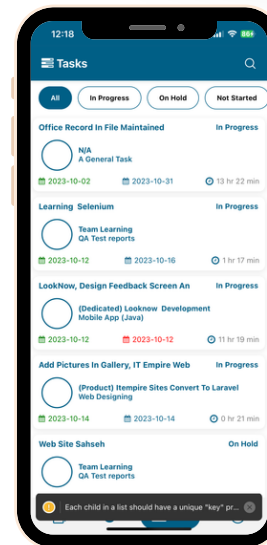 12:18
86+
Tasks
All
In Progress
On Hold
Not Started
Office Record In File Maintained
In Progress
N/A
A General Task
2023-10-02
2023-10-31
13 hr 22 min
Learning Selenium
In Progress
Team Learning
QA Test reports
2023-10-12
2023-10-16
1 hr 17 min
LookNow, Design Feedback Screen An
In Progress
(Dedicated) Looknow Development
Mobile App (Java)
2023-10-12
2023-10-12
11 hr 19 min
Add Pictures In Gallery, IT Empire Web
In Progress
(Product) Itempire Sites Convert To Laravel
Web Designing
2023-10-14
2023-10-14
0 hr 21 min
Web Site Sahseh
On Hold
Team Learning
QA Test reports
Each child in a list should have a unique "key" pr...